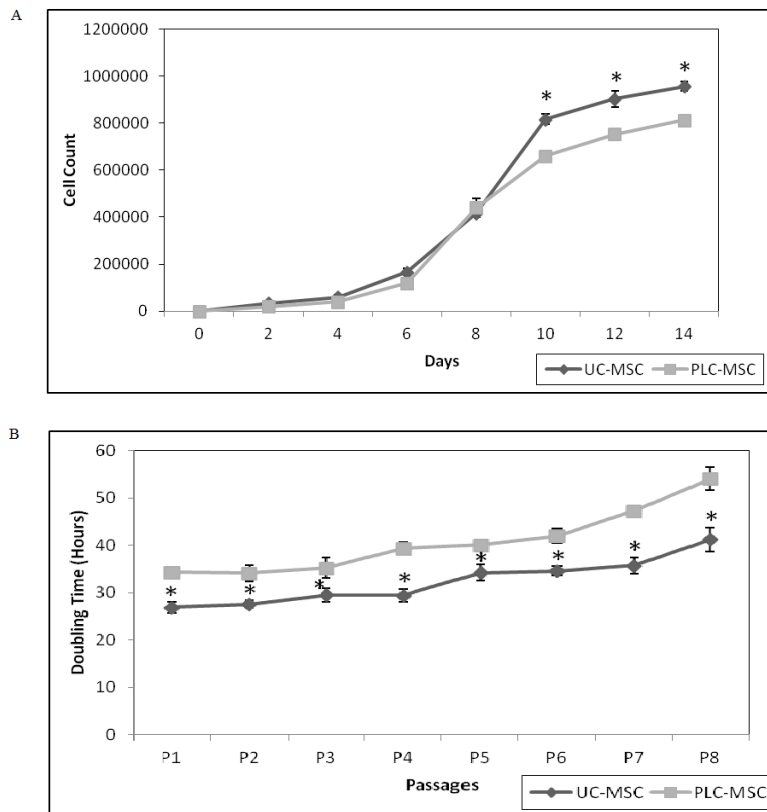 A
1200000
1000000
800000
600000
400000
200000
0
Cell Count
* * *
0 2 4 6 8 10 12 14
Days
UC-MSC PLC-MSC
B
60
50
40
30
20
10
0
Doubling Time (Hours)
* * * * * * * *
P1 P2 P3 P4 P5 P6 P7 P8
Passages
UC-MSC PLC-MSC